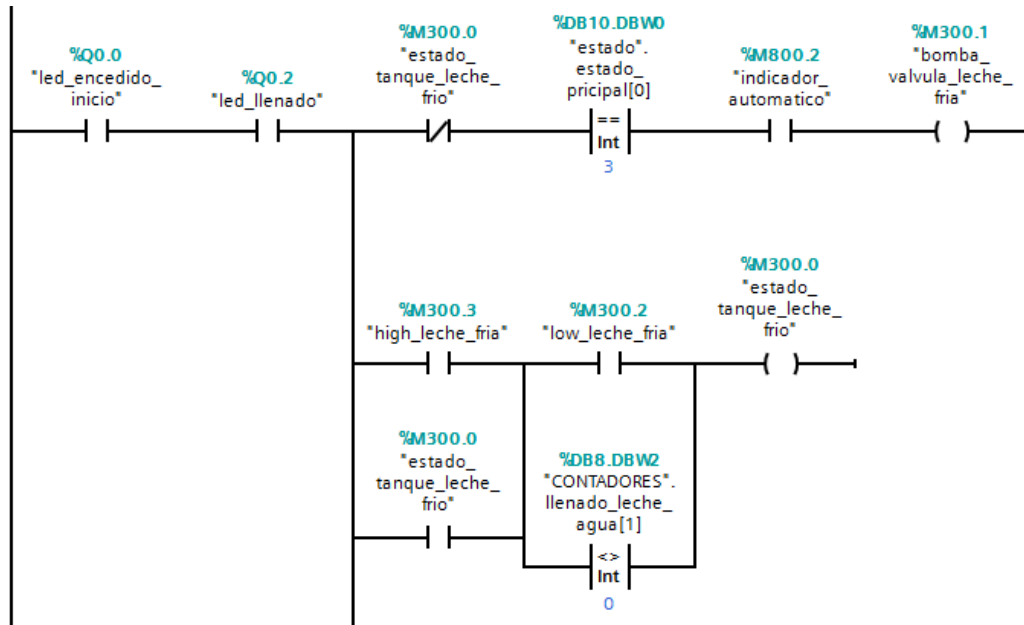 %Q0.0
"led_encedido_
inicio"
%Q0.2
"led_llenado"
%M300.0
"estado_
tanque_leche_
frio"
%DB10.DBW0
"estado".
estado_
pricipal[0]
==
Int
3
%M800.2
"indicador_
automatico"
%M300.1
"bomba_
valvula_leche_
fria"
%M300.3
"high_leche_fria"
%M300.2
"low_leche_fria"
%M300.0
"estado_
tanque_leche_
frio"
%M300.0
"estado_
tanque_leche_
frio"
%DB8.DBW2
"CONTADORES".
llenado_leche_
agua[1]
<>
Int
0